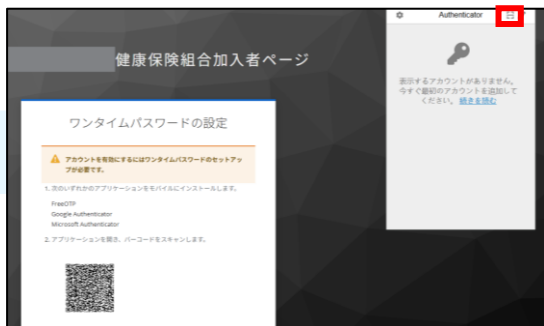 健康保険組合加入者ページ
ワンタイムパスワードの設定
アカウントを有効にするにはワンタイムパスワードのセットアッ
プが必要です。
1. 次のいずれかのアプリケーションをモバイルにインストールします。
FreeOTP
Google Authenticator
Microsoft Authenticator
2. アプリケーションを開き、バーコードをスキャンします。
Authenticator
表示するアカウントがありません。
今すぐ最初のアカウントを追加して
ください。 続きを読む